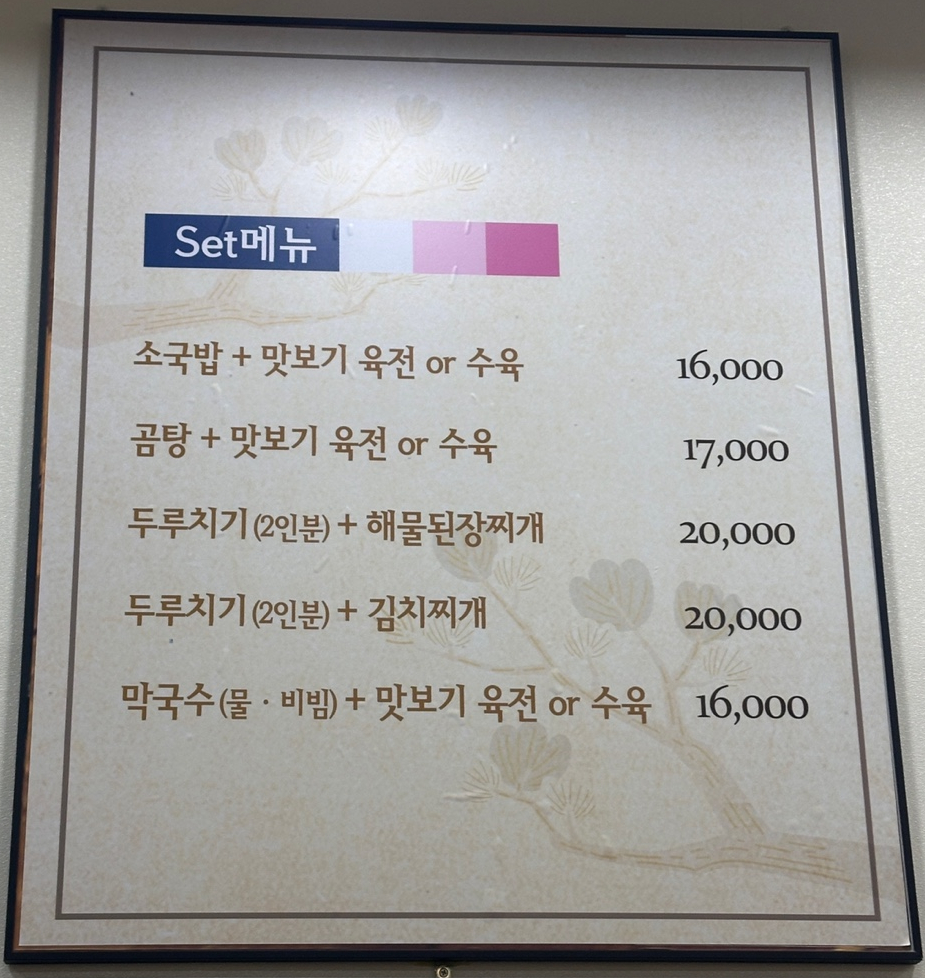 Set메뉴
소국밥 + 맛보기 육전 or 수육 16,000
곰탕 + 맛보기 육전 or 수육 17,000
두루치기 (2인분) + 해물된장찌개 20,000
두루치기 (2인분) + 김치찌개 20,000
막국수 (물 · 비빔) + 맛보기 육전 or 수육 16,000